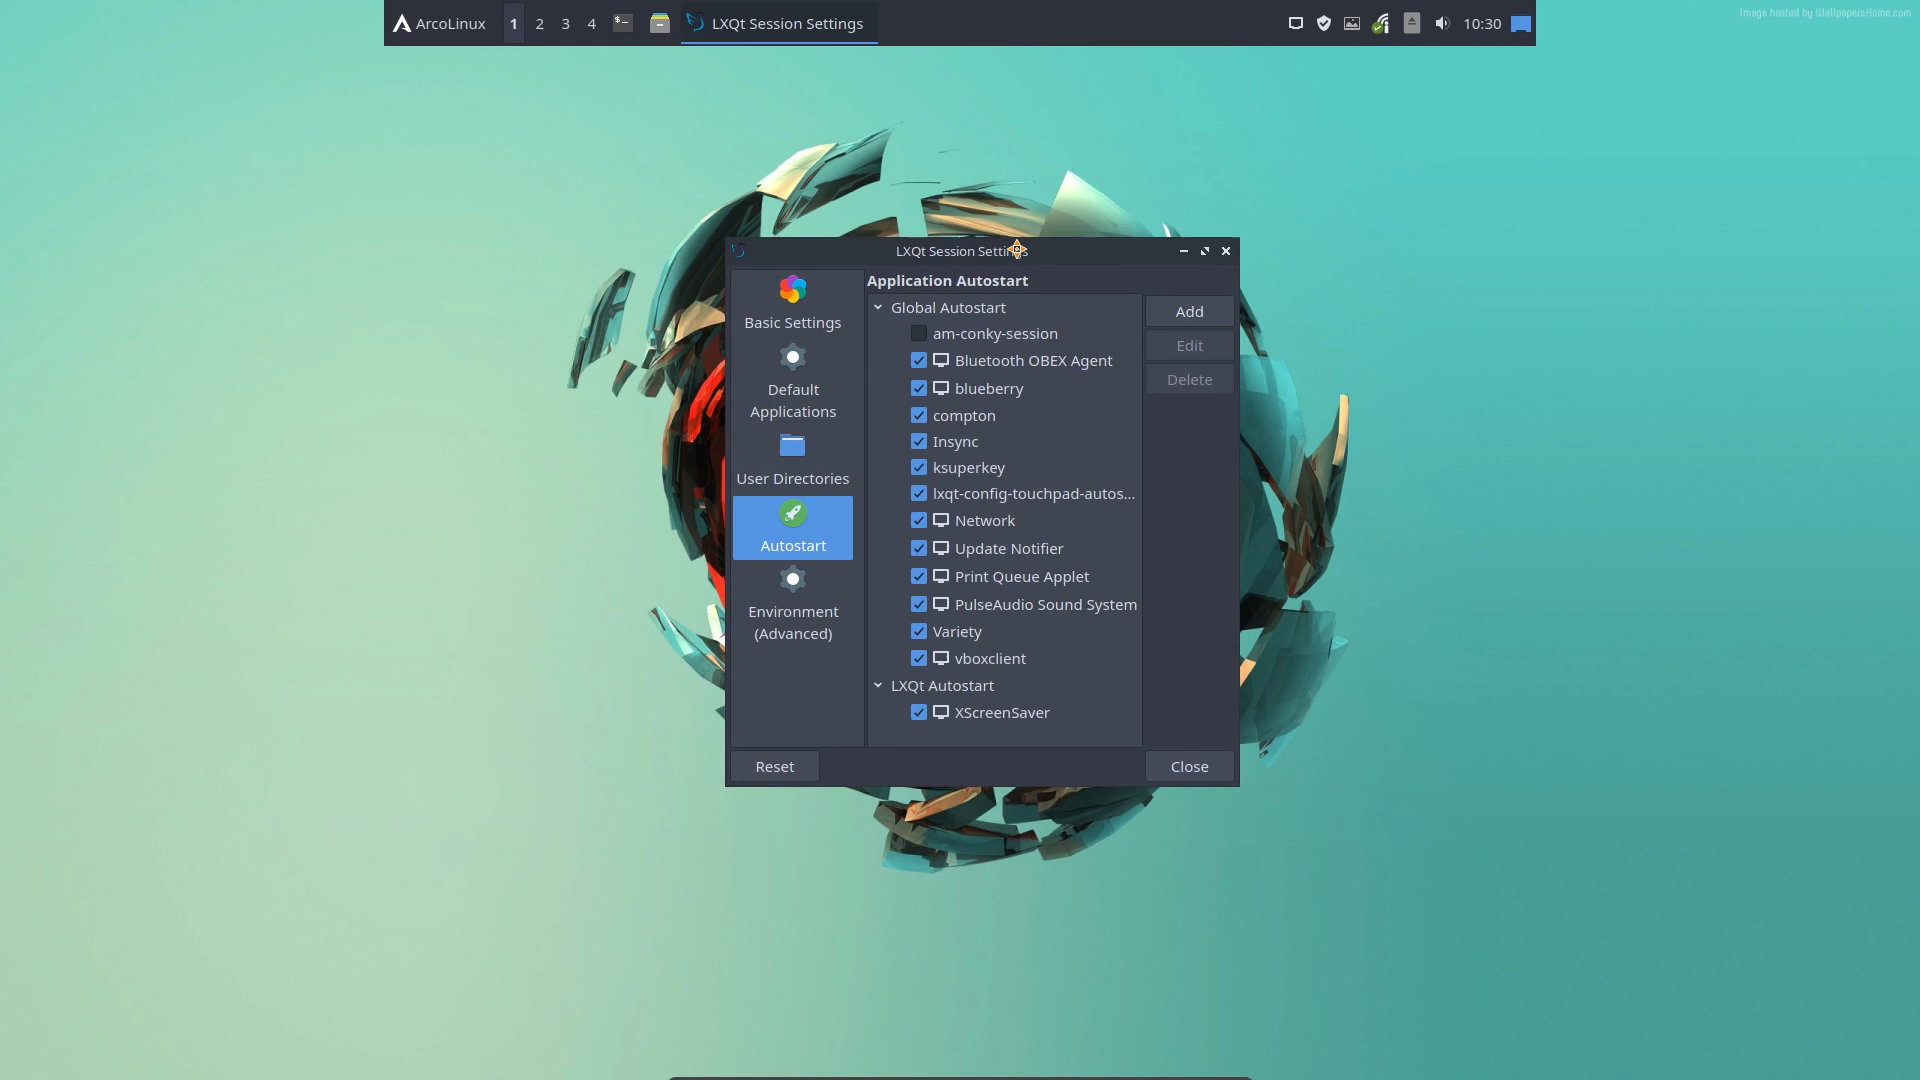 ArcoLinux 1 2 3 4 LXQt Session Settings 10:30
Image hosted by WallpapersHome.com
LXQt Session Settings
Application Autostart
Basic Settings
Default
Applications
User Directories
Autostart
Environment
(Advanced)
Global Autostart
am-conky-session
Bluetooth OBEX Agent
blueberry
compton
Insync
ksuperkey
lxqt-config-touchpad-autos...
Network
Update Notifier
Print Queue Applet
PulseAudio Sound System
Variety
vboxclient
LXQt Autostart
XScreenSaver
Add
Edit
Delete
Reset
Close